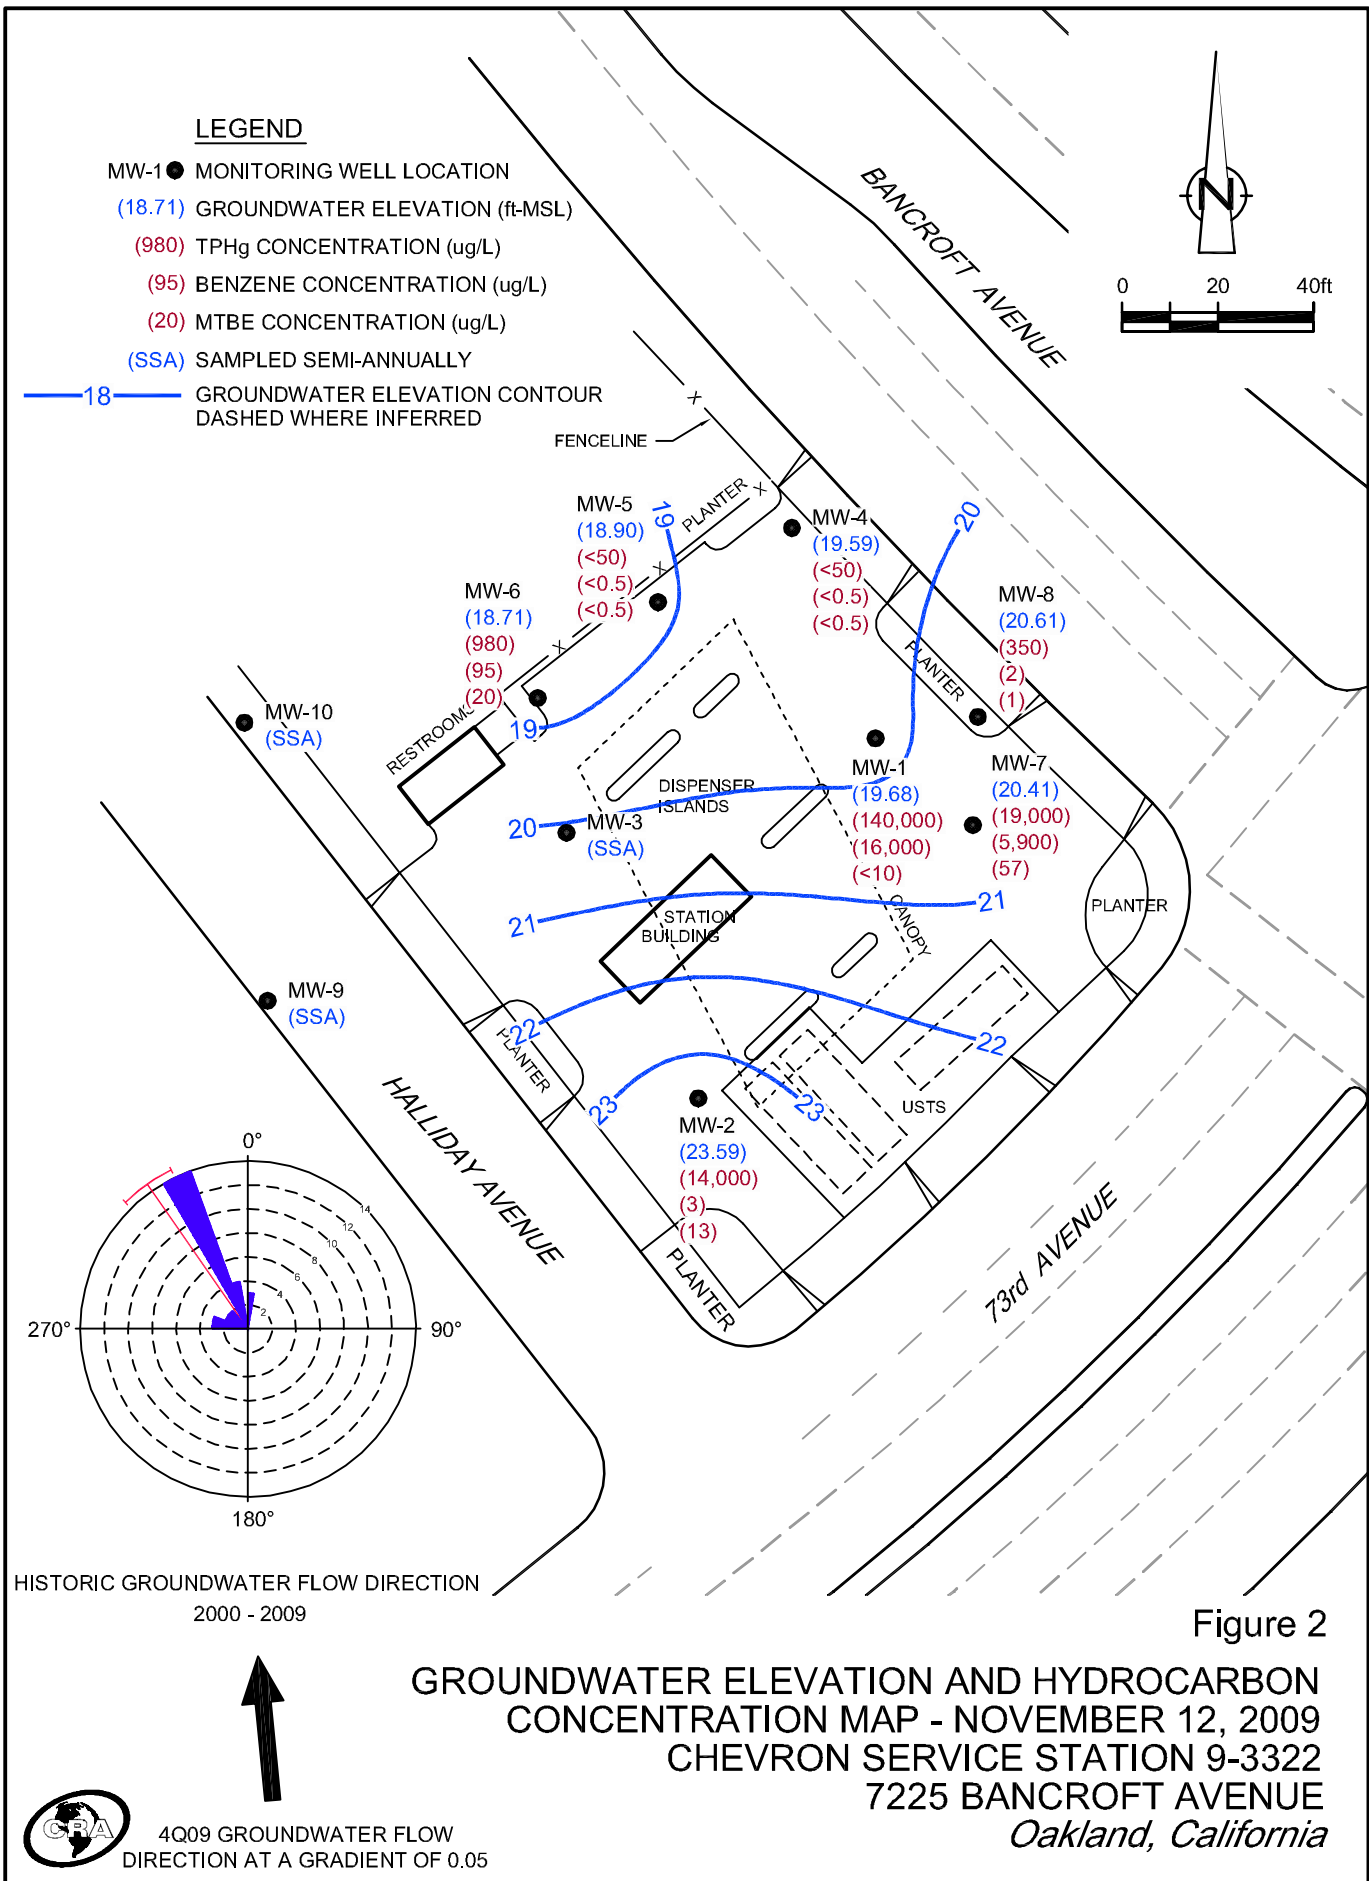 LEGEND
MW-1 MONITORING WELL LOCATION
(18.71) GROUNDWATER ELEVATION (ft-MSL)
(980) TPHg CONCENTRATION (ug/L)
(95) BENZENE CONCENTRATION (ug/L)
(20) MTBE CONCENTRATION (ug/L)
(SSA) SAMPLED SEMI-ANNUALLY
18 GROUNDWATER ELEVATION CONTOUR
DASHED WHERE INFERRED
BANCROFT AVENUE
N
0 20 40ft
FENCELINE
X
X
X
X
PLANTER
MW-5
(18.90)
(<50)
(<0.5)
(<0.5)
19
MW-4
(19.59)
(<50)
(<0.5)
(<0.5)
20
MW-6
(18.71)
(980)
(95)
(20)
19
RESTROOMS
MW-8
(20.61)
(350)
(2)
(1)
PLANTER
MW-10
(SSA)
DISPENSER
ISLANDS
MW-1
(19.68)
(140,000)
(16,000)
(<10)
MW-7
(20.41)
(19,000)
(5,900)
(57)
20
MW-3
(SSA)
21
21
STATION
BUILDING
CANOPY
PLANTER
MW-9
(SSA)
22
22
PLANTER
23
23
USTS
MW-2
(23.59)
(14,000)
(3)
(13)
PLANTER
HALLIDAY AVENUE
73rd AVENUE
0°
14
12
10
8
6
4
2
270°
90°
180°
HISTORIC GROUNDWATER FLOW DIRECTION
2000 - 2009
CRA
4Q09 GROUNDWATER FLOW
DIRECTION AT A GRADIENT OF 0.05
Figure 2
GROUNDWATER ELEVATION AND HYDROCARBON
CONCENTRATION MAP - NOVEMBER 12, 2009
CHEVRON SERVICE STATION 9-3322
7225 BANCROFT AVENUE
Oakland, California